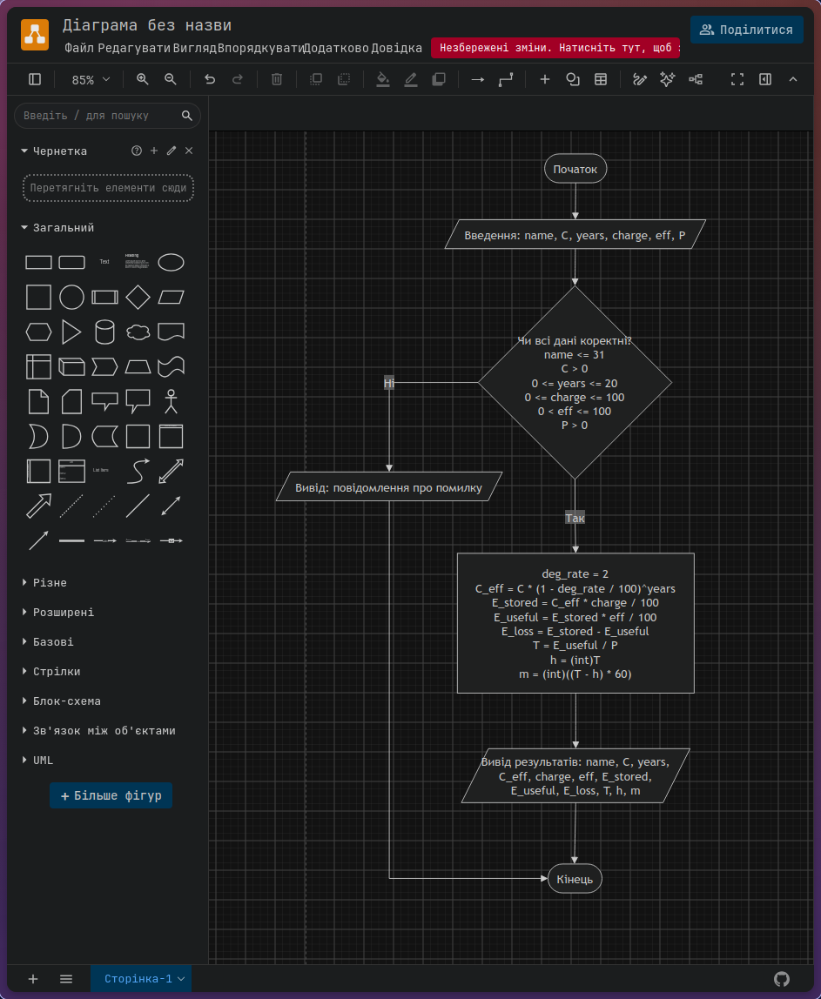 Діаграма без назви
Файл Редагувати Вигляд Впорядкувати Додатково Довідка
Незбережені зміни. Натисніть тут, щоб
Поділитися
85%
Введіть / для пошуку
Чернетка
Перетягніть елементи сюди
Загальний
Text
Heading
List Item
Різне
Розширені
Базові
Стрілки
Блок-схема
Зв'язок між об'єктами
UML
+ Більше фігур
Початок
Введення: name, C, years, charge, eff, P
Чи всі дані коректні?
name <= 31
C > 0
0 <= years <= 20
0 <= charge <= 100
0 < eff <= 100
P > 0
Ні
Вивід: повідомлення про помилку
Так
deg_rate = 2
C_eff = C * (1 - deg_rate / 100)^years
E_stored = C_eff * charge / 100
E_useful = E_stored * eff / 100
E_loss = E_stored - E_useful
T = E_useful / P
h = (int)T
m = (int)((T - h) * 60)
Вивід результатів: name, C, years,
C_eff, charge, eff, E_stored,
E_useful, E_loss, T, h, m
Кінець
Сторінка-1